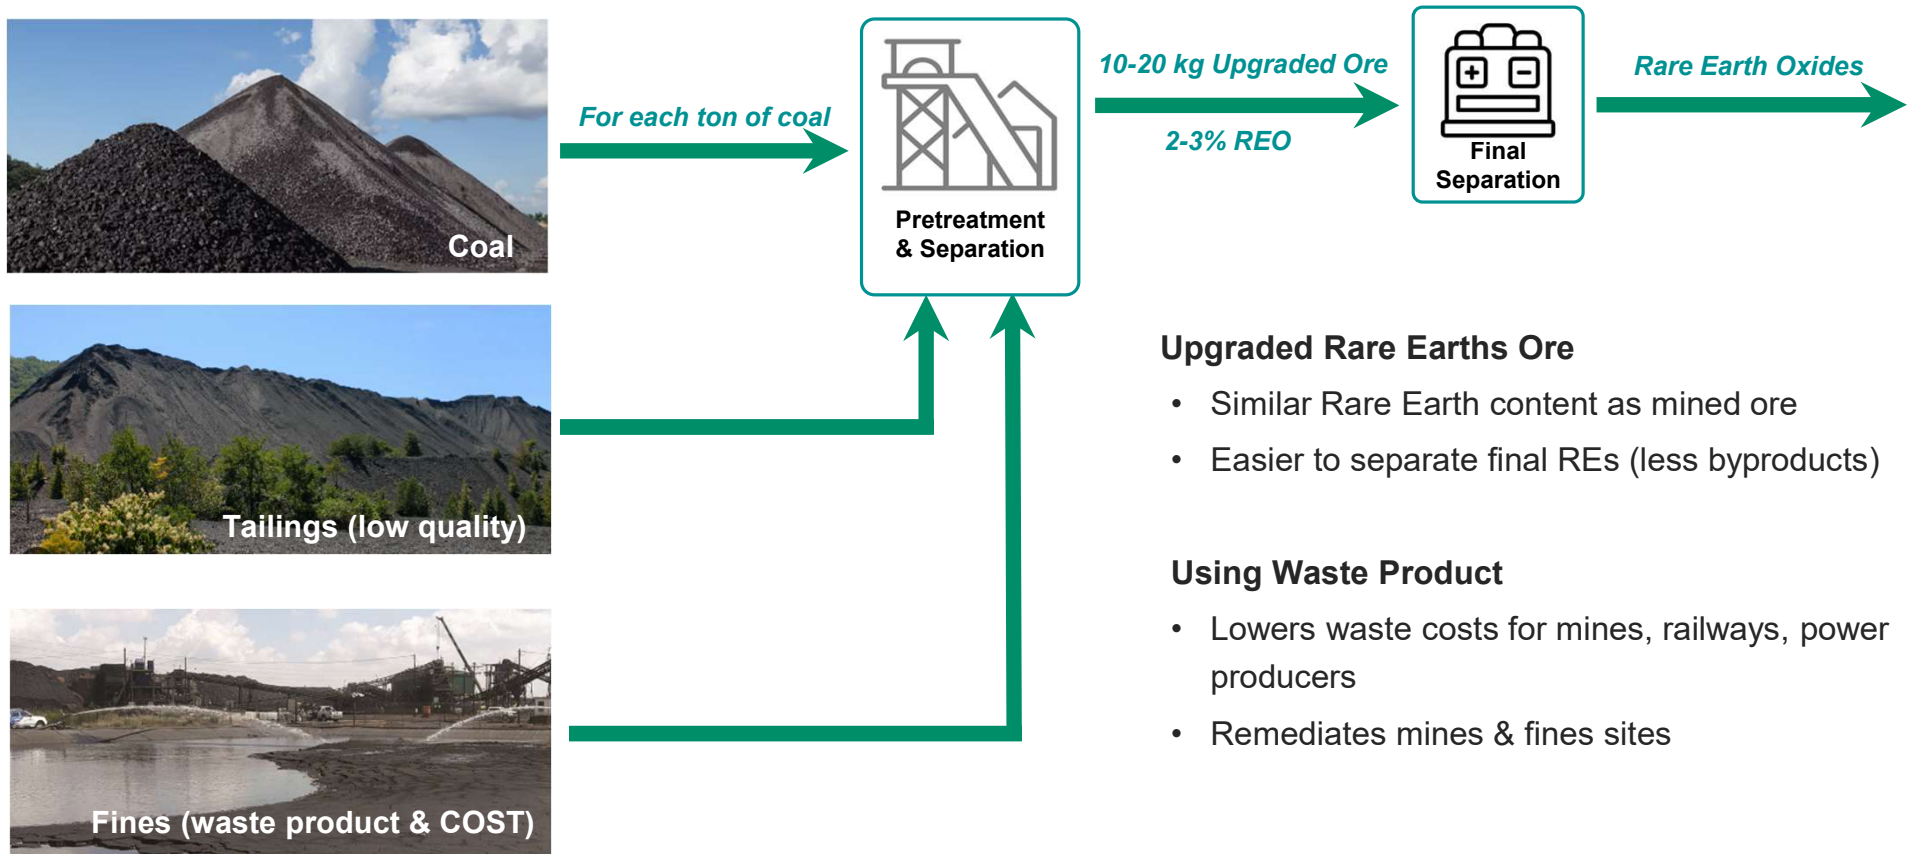 Coal
For each ton of coal
Pretreatment
& Separation
10-20 kg Upgraded Ore
2-3% REO
Final
Separation
Rare Earth Oxides
Tailings (low quality)
Fines (waste product & COST)
Upgraded Rare Earths Ore
• Similar Rare Earth content as mined ore
• Easier to separate final REs (less byproducts)
Using Waste Product
• Lowers waste costs for mines, railways, power
producers
• Remediates mines & fines sites